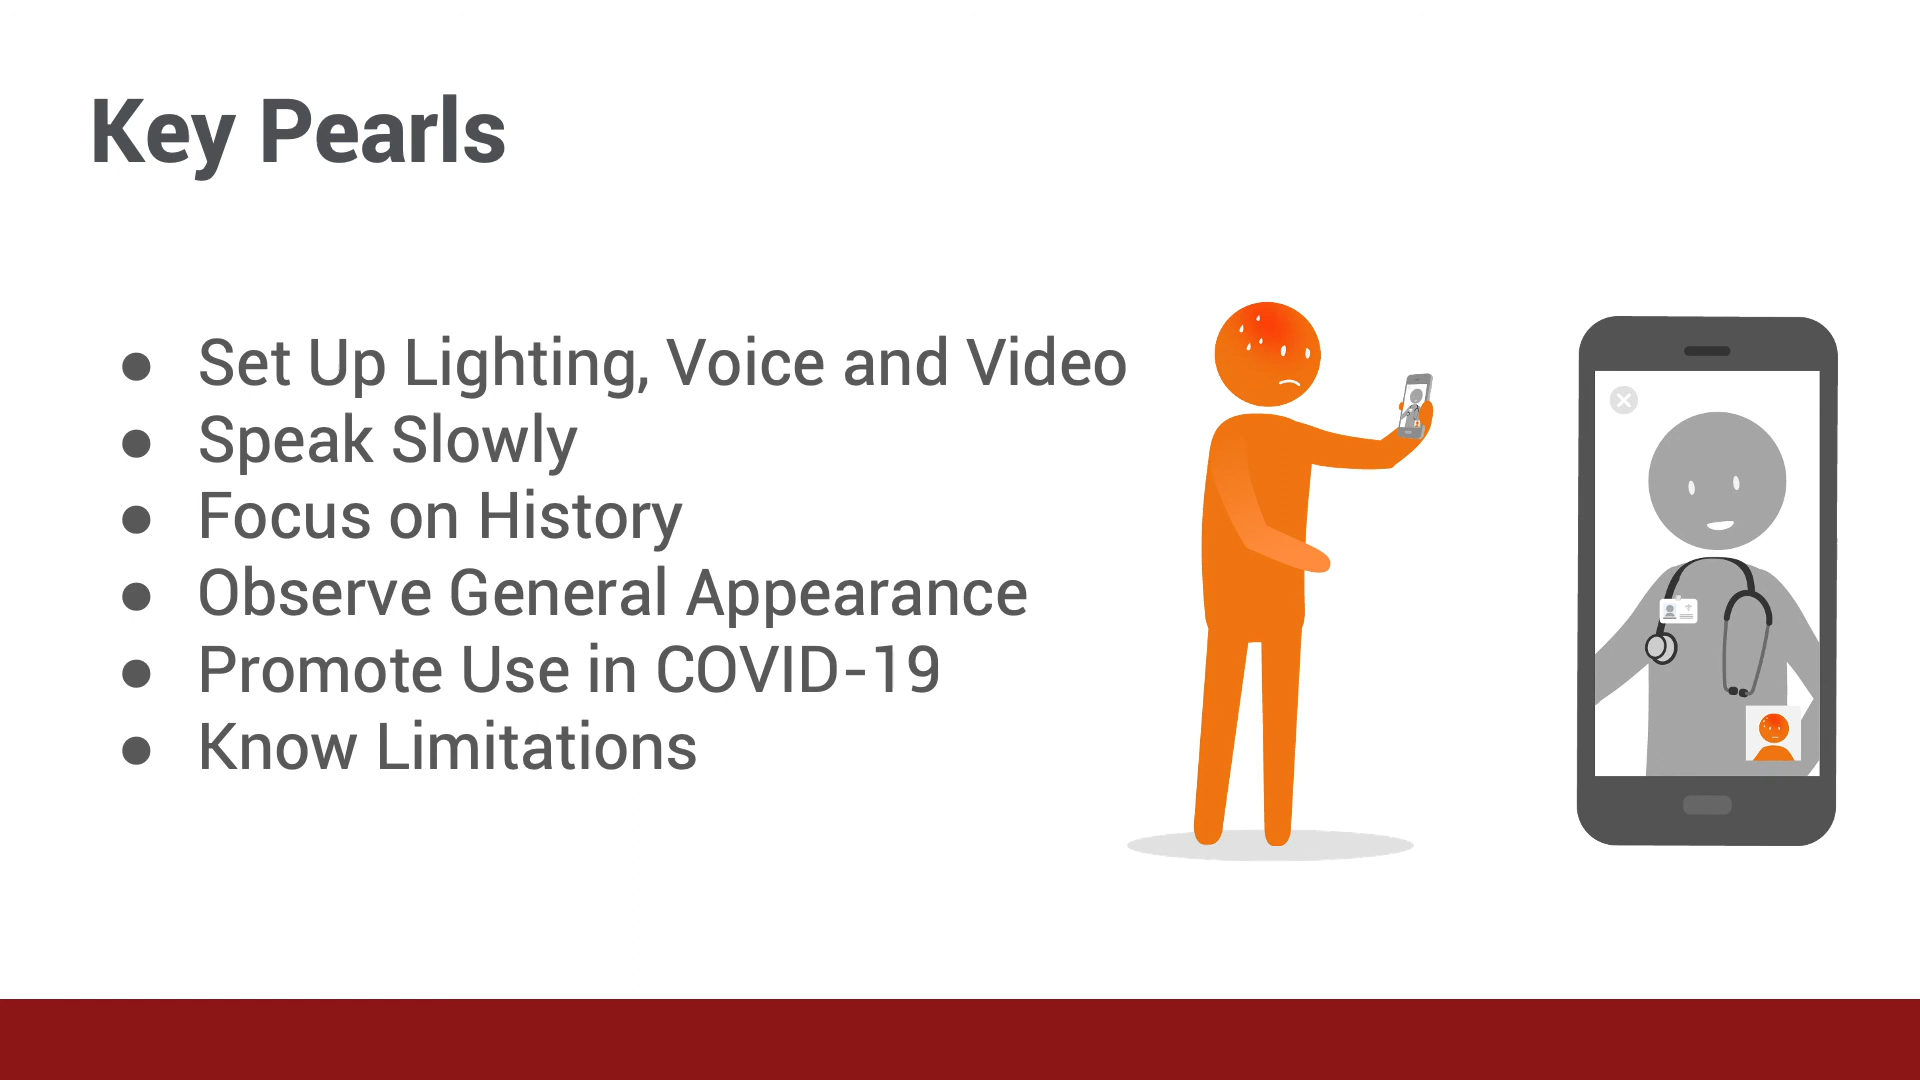 Key Pearls
● Set Up Lighting, Voice and Video
● Speak Slowly
● Focus on History
● Observe General Appearance
● Promote Use in COVID-19
● Know Limitations